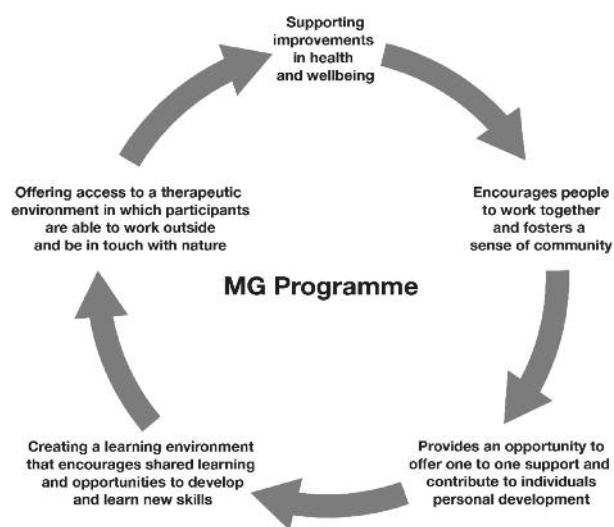 Supporting
improvements
in health
and wellbeing
Encourages people
to work together
and fosters a
sense of community
Provides an opportunity to
offer one to one support and
contribute to individuals
personal development
Creating a learning environment
that encourages shared learning
and opportunities to develop
and learn new skills
Offering access to a therapeutic
environment in which participants
are able to work outside
and be in touch with nature
MG Programme